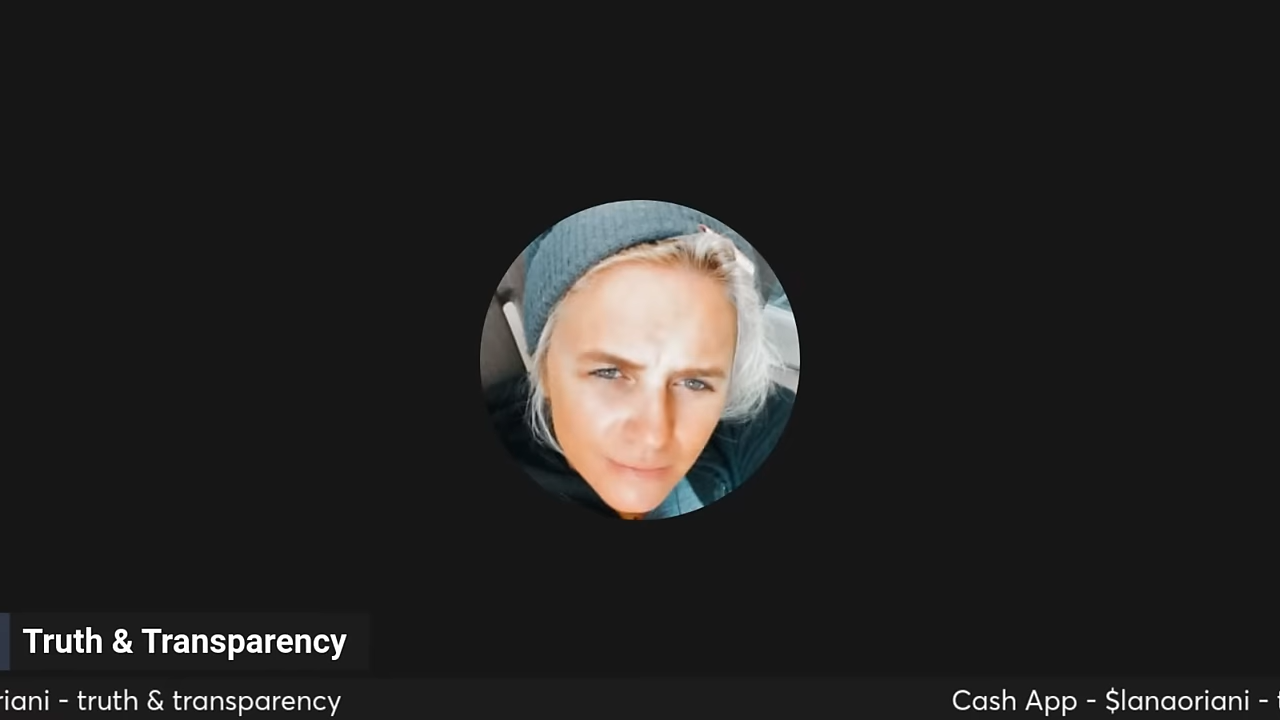 Truth & Transparency
riani - truth & transparency
Cash App - $lanaoriani -